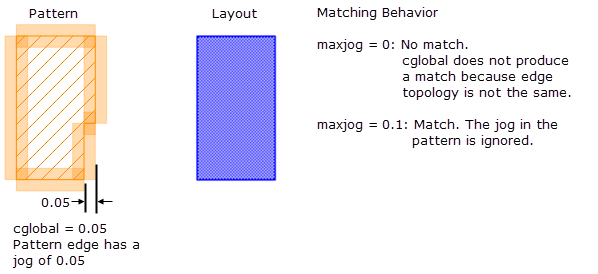 Pattern
Layout
Matching Behavior
maxjog = 0: No match.
cglobal does not produce
a match because edge
topology is not the same.
maxjog = 0.1: Match. The jog in the
pattern is ignored.
0.05
cglobal = 0.05
Pattern edge has a
jog of 0.05